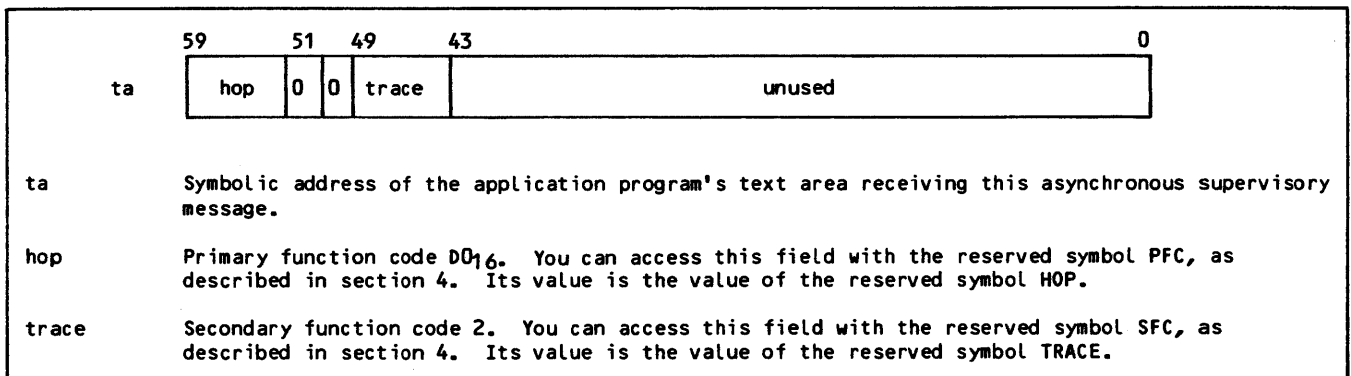 59 51 49 43 0
ta hop 0 0 trace unused
ta Symbolic address of the application program's text area receiving this asynchronous supervisory
message.
hop Primary function code D0₁₆. You can access this field with the reserved symbol PFC, as
described in section 4. Its value is the value of the reserved symbol HOP.
trace Secondary function code 2. You can access this field with the reserved symbol SFC, as
described in section 4. Its value is the value of the reserved symbol TRACE.